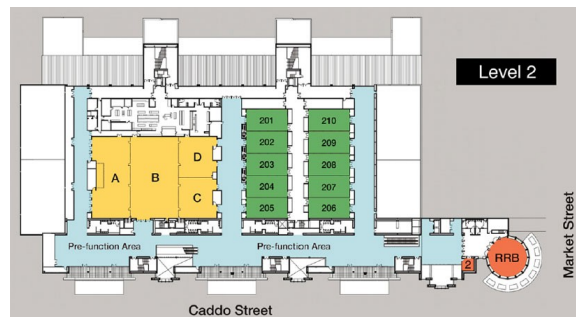 Level 2
201 210
202 209
D
203 208
A B
204 207
C
205 206
Pre-function Area Pre-function Area
2 RRB
Market Street
Caddo Street